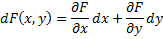 dF(x, y) = ∂F/∂x dx + ∂F/∂y dy